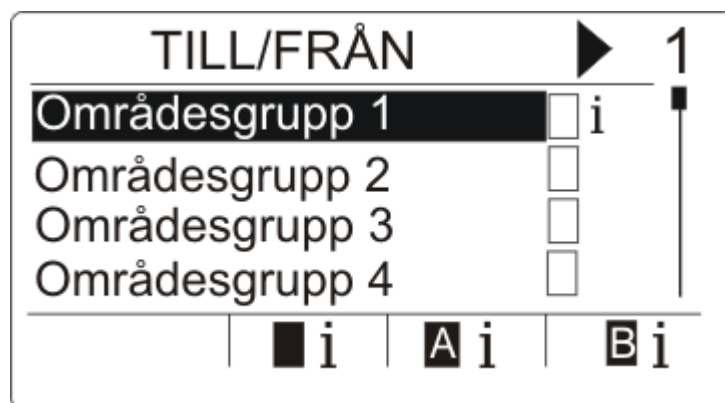 TILL/FRÅN 1
Områdesgrupp 1 i
Områdesgrupp 2
Områdesgrupp 3
Områdesgrupp 4
i A i B i